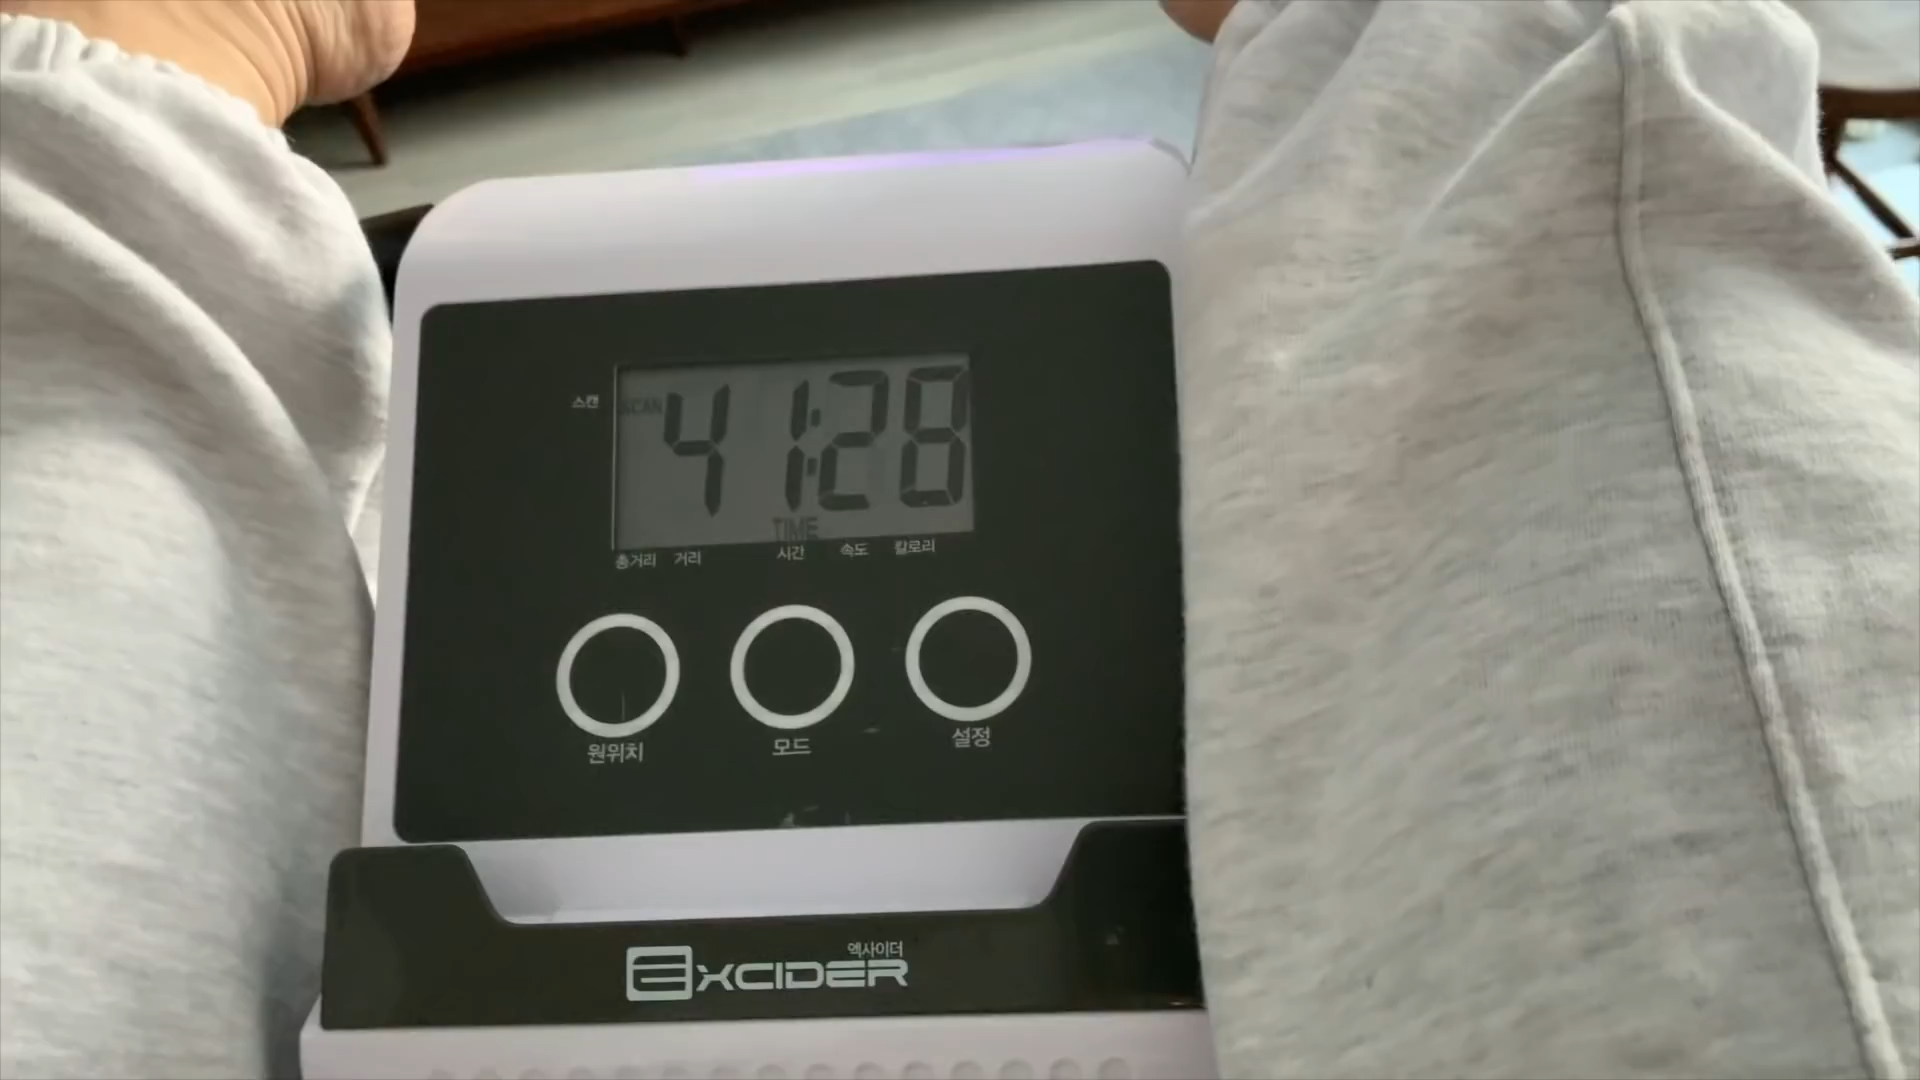 스캔
SCAN
41:28
TIME
총거리 거리 시간 속도 칼로리
원위치 모드 설정
엑사이더
EXCIDER